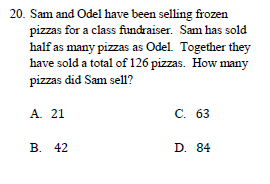 20. Sam and Odel have been selling frozen
pizzas for a class fundraiser. Sam has sold
half as many pizzas as Odel. Together they
have sold a total of 126 pizzas. How many
pizzas did Sam sell?
A. 21 C. 63
B. 42 D. 84